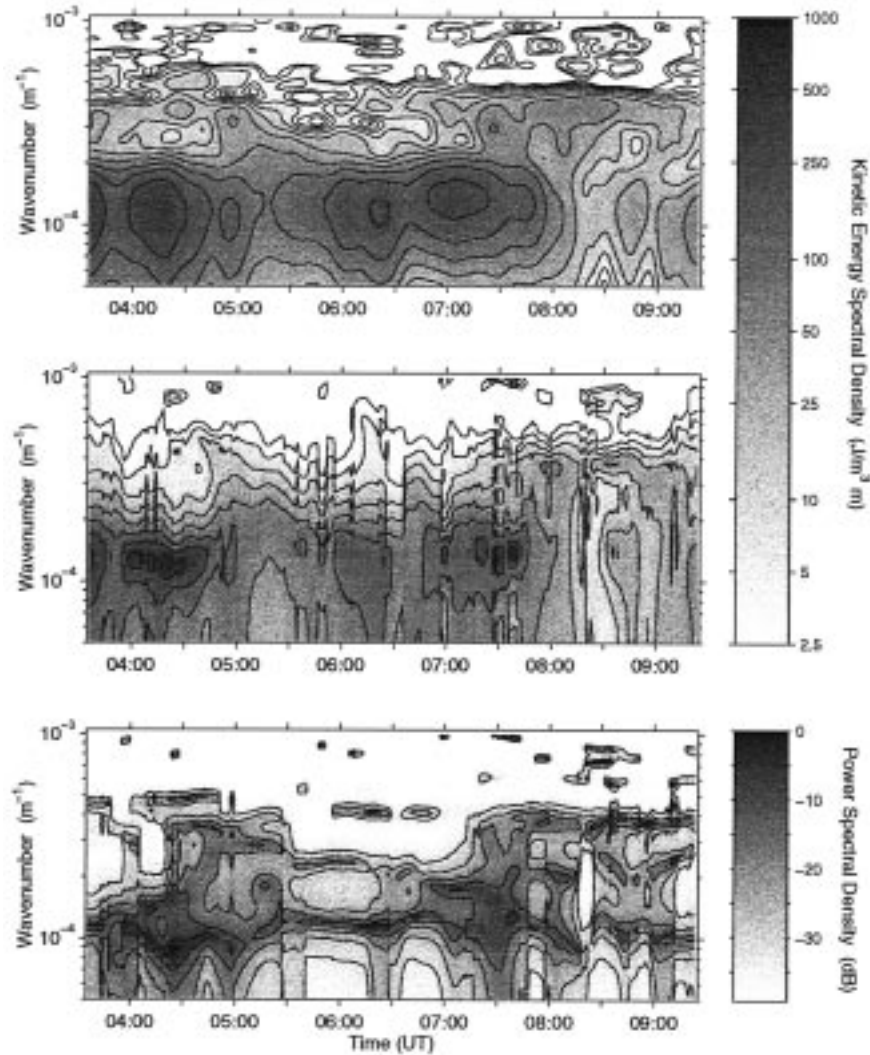 10⁻³
Wavenumber (m⁻¹)
10⁻⁴
04:00 05:00 06:00 07:00 08:00 09:00
10⁻³
Wavenumber (m⁻¹)
10⁻⁴
04:00 05:00 06:00 07:00 08:00 09:00
1000
500
250
100
50
25
10
5
2.5
Kinetic Energy Spectral Density (J/m³ m)
10⁻³
Wavenumber (m⁻¹)
10⁻⁴
04:00 05:00 06:00 07:00 08:00 09:00
Time (UT)
0
-10
-20
-30
Power Spectral Density (dB)